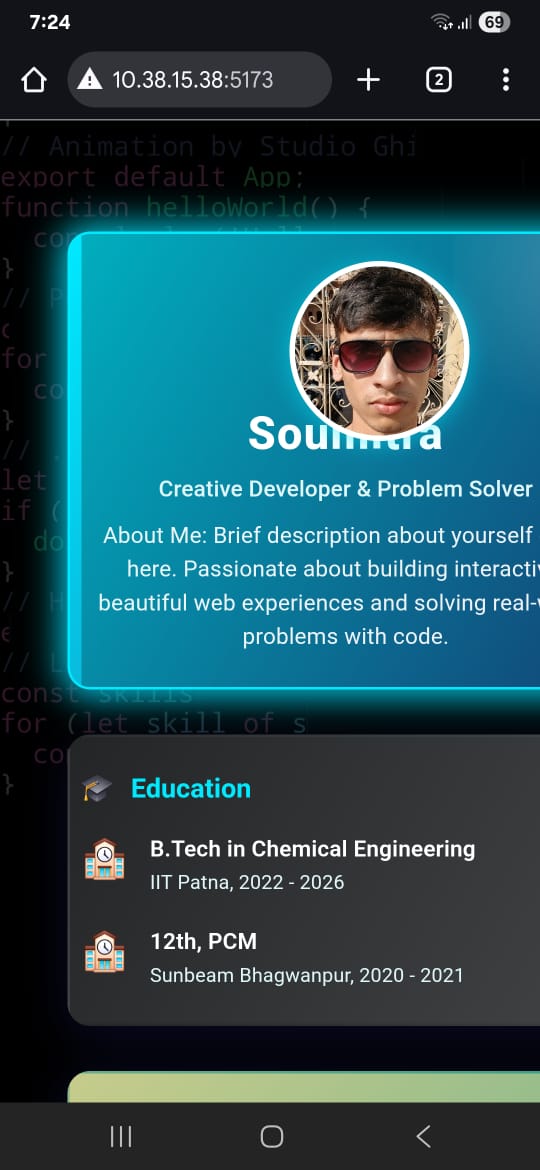 7:24
69
10.38.15.38:5173
2
// Animation by Studio Ghi
export default App;
function helloWorld() {
}
//
for
co
}
//
let
if (
do
}
// H
// L
const skills
for (let skill of s
co
}
Creative Developer & Problem Solver
About Me: Brief description about yourself
here. Passionate about building interacti
beautiful web experiences and solving real-
problems with code.
🎓 Education
B.Tech in Chemical Engineering
IIT Patna, 2022 - 2026
12th, PCM
Sunbeam Bhagwanpur, 2020 - 2021